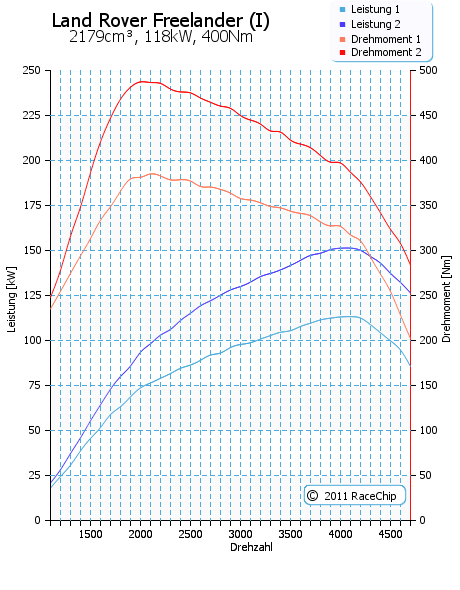 Land Rover Freelander (I)
2179cm³, 118kW, 400Nm
Leistung 1
Leistung 2
Drehmoment 1
Drehmoment 2
250 500
225 450
200 400
175 350
150 300
125 250
100 200
75 150
50 100
25 50
0 0
Leistung [kW]
Drehmoment [Nm]
© 2011 RaceChip
1500 2000 2500 3000 3500 4000 4500
Drehzahl